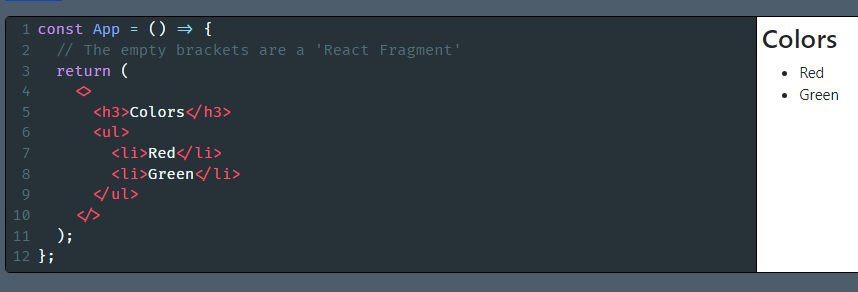 1 const App = () => {
2 // The empty brackets are a 'React Fragment'
3 return (
4 <>
5 <h3>Colors</h3>
6 <ul>
7 <li>Red</li>
8 <li>Green</li>
9 </ul>
10 </>
11 );
12 };
Colors
• Red
• Green